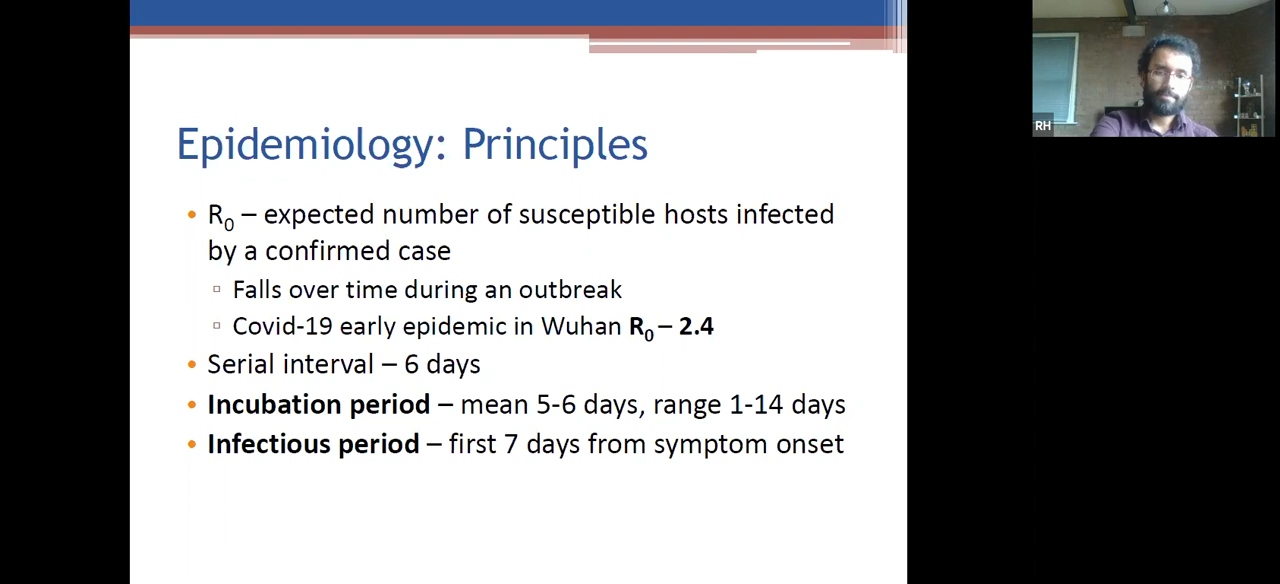 Epidemiology: Principles
• R0 – expected number of susceptible hosts infected
by a confirmed case
▫ Falls over time during an outbreak
▫ Covid-19 early epidemic in Wuhan R0 – 2.4
• Serial interval – 6 days
• Incubation period – mean 5-6 days, range 1-14 days
• Infectious period – first 7 days from symptom onset
RH